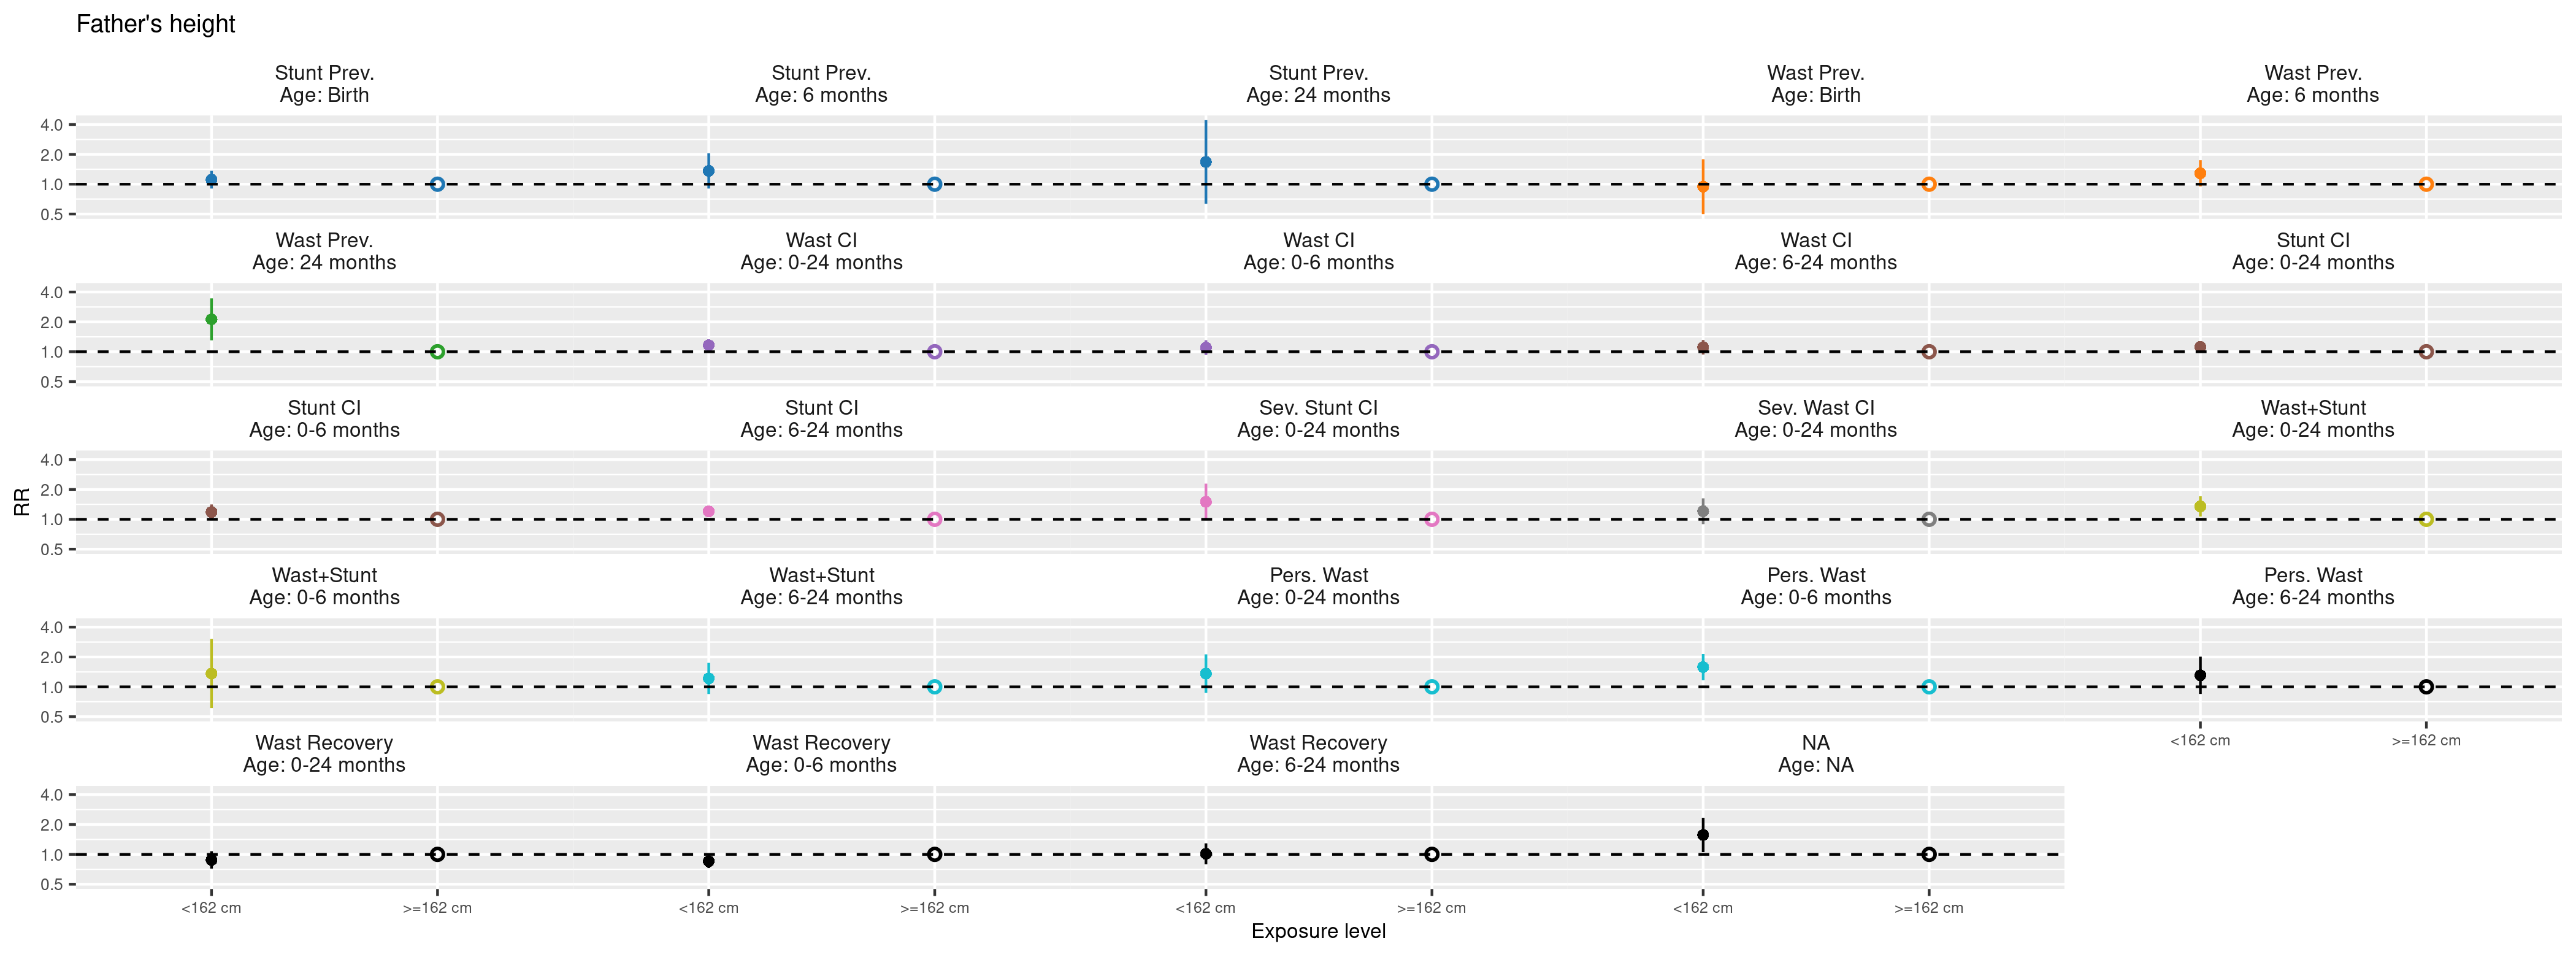 Father's height
Stunt Prev.
Age: Birth
Stunt Prev.
Age: 6 months
Stunt Prev.
Age: 24 months
Wast Prev.
Age: Birth
Wast Prev.
Age: 6 months
4.0
2.0
1.0
0.5
Wast Prev.
Age: 24 months
Wast CI
Age: 0-24 months
Wast CI
Age: 0-6 months
Wast CI
Age: 6-24 months
Stunt CI
Age: 0-24 months
4.0
2.0
1.0
0.5
Stunt CI
Age: 0-6 months
Stunt CI
Age: 6-24 months
Sev. Stunt CI
Age: 0-24 months
Sev. Wast CI
Age: 0-24 months
Wast+Stunt
Age: 0-24 months
4.0
2.0
1.0
0.5
RR
Wast+Stunt
Age: 0-6 months
Wast+Stunt
Age: 6-24 months
Pers. Wast
Age: 0-24 months
Pers. Wast
Age: 0-6 months
Pers. Wast
Age: 6-24 months
4.0
2.0
1.0
0.5
<162 cm
>=162 cm
Wast Recovery
Age: 0-24 months
Wast Recovery
Age: 0-6 months
Wast Recovery
Age: 6-24 months
NA
Age: NA
4.0
2.0
1.0
0.5
<162 cm
>=162 cm
<162 cm
>=162 cm
<162 cm
>=162 cm
<162 cm
>=162 cm
Exposure level